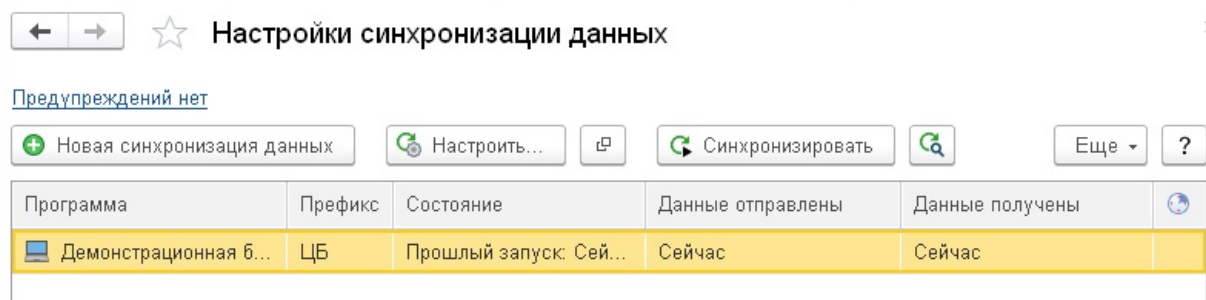 Настройки синхронизации данных
Предупреждений нет
Новая синхронизация данных Настроить... Синхронизировать Еще ?
Программа Префикс Состояние Данные отправлены Данные получены
Демонстрационная б... ЦБ Прошлый запуск: Сей... Сейчас Сейчас